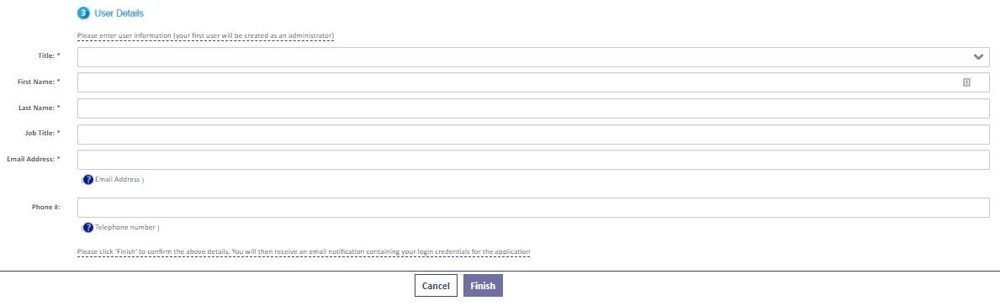 3 User Details
Please enter user information (your first user will be created as an administrator)
Title: *
First Name: *
Last Name: *
Job Title: *
Email Address: *
( ? Email Address )
Phone #:
( ? Telephone number )
Please click 'Finish' to confirm the above details. You will then receive an email notification containing your login credentials for the application
Cancel Finish